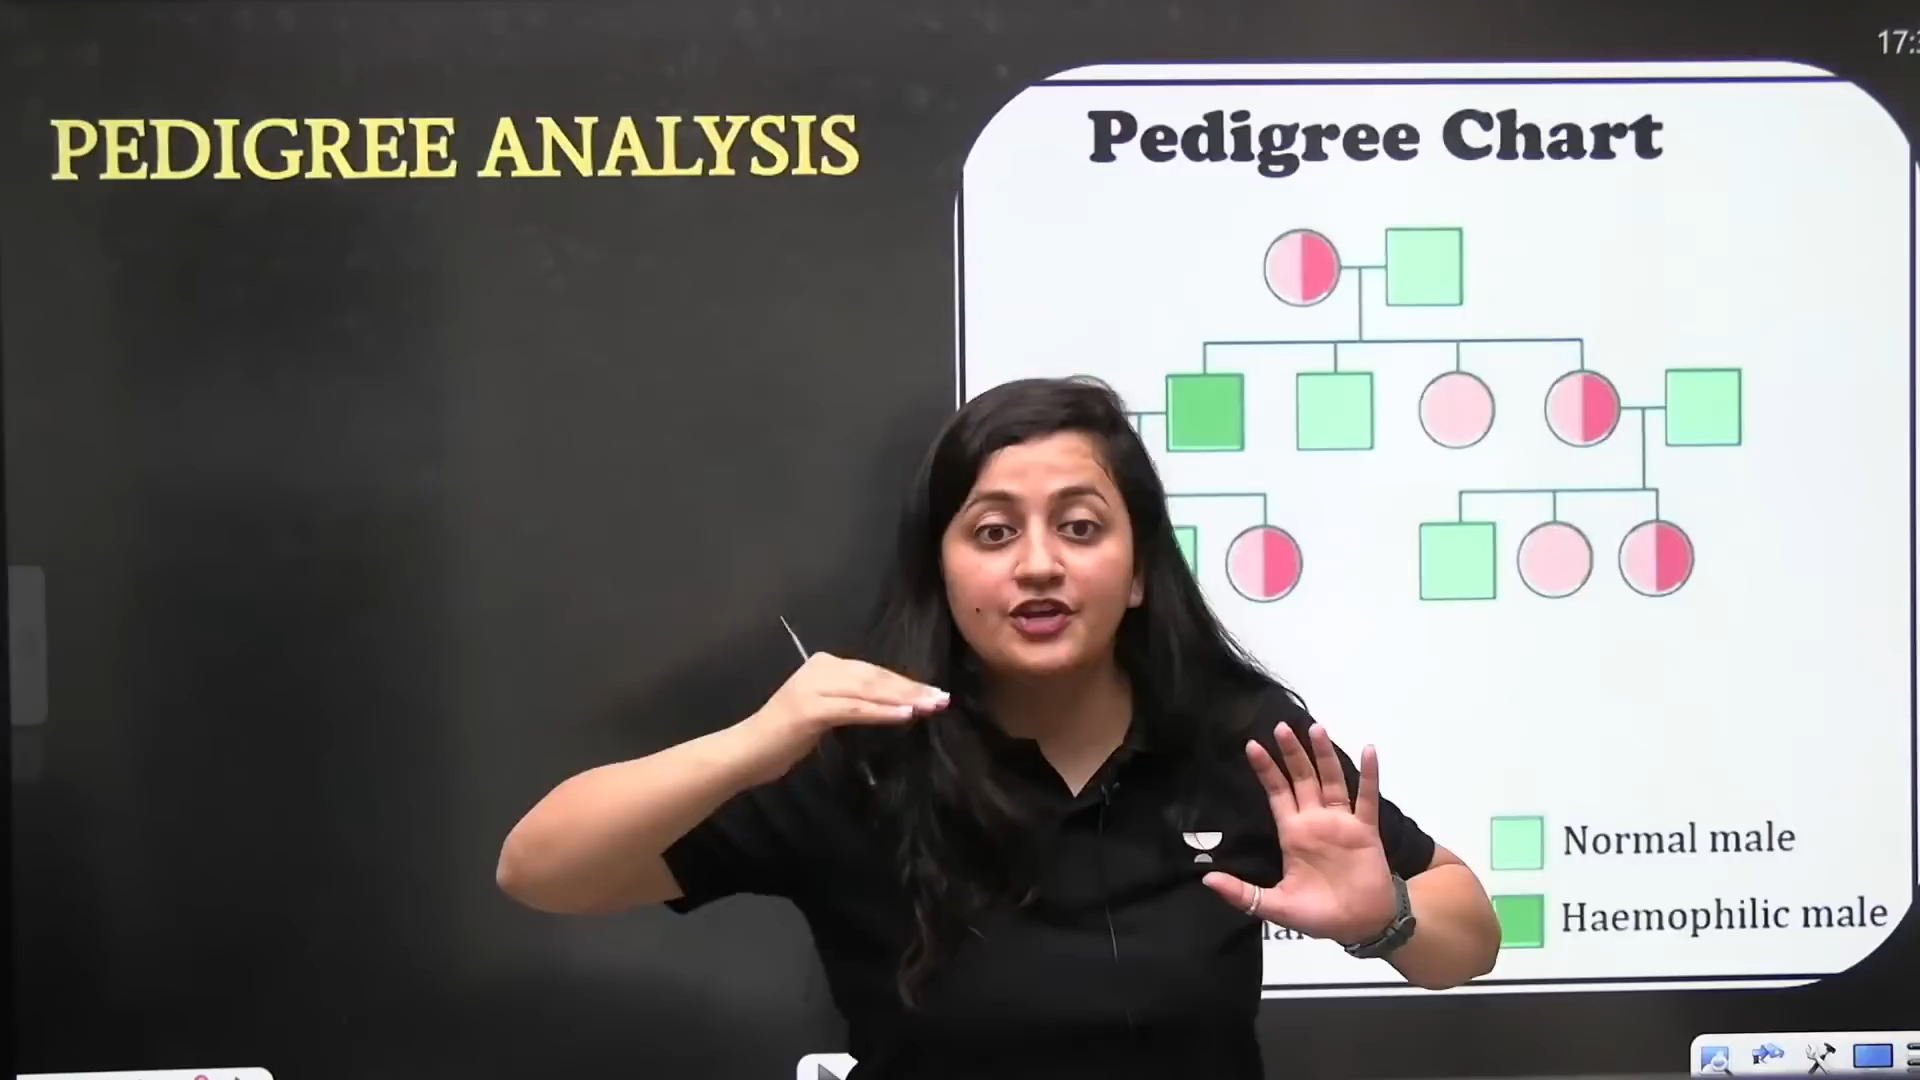 PEDIGREE ANALYSIS
Pedigree Chart
Normal male
Haemophilic male